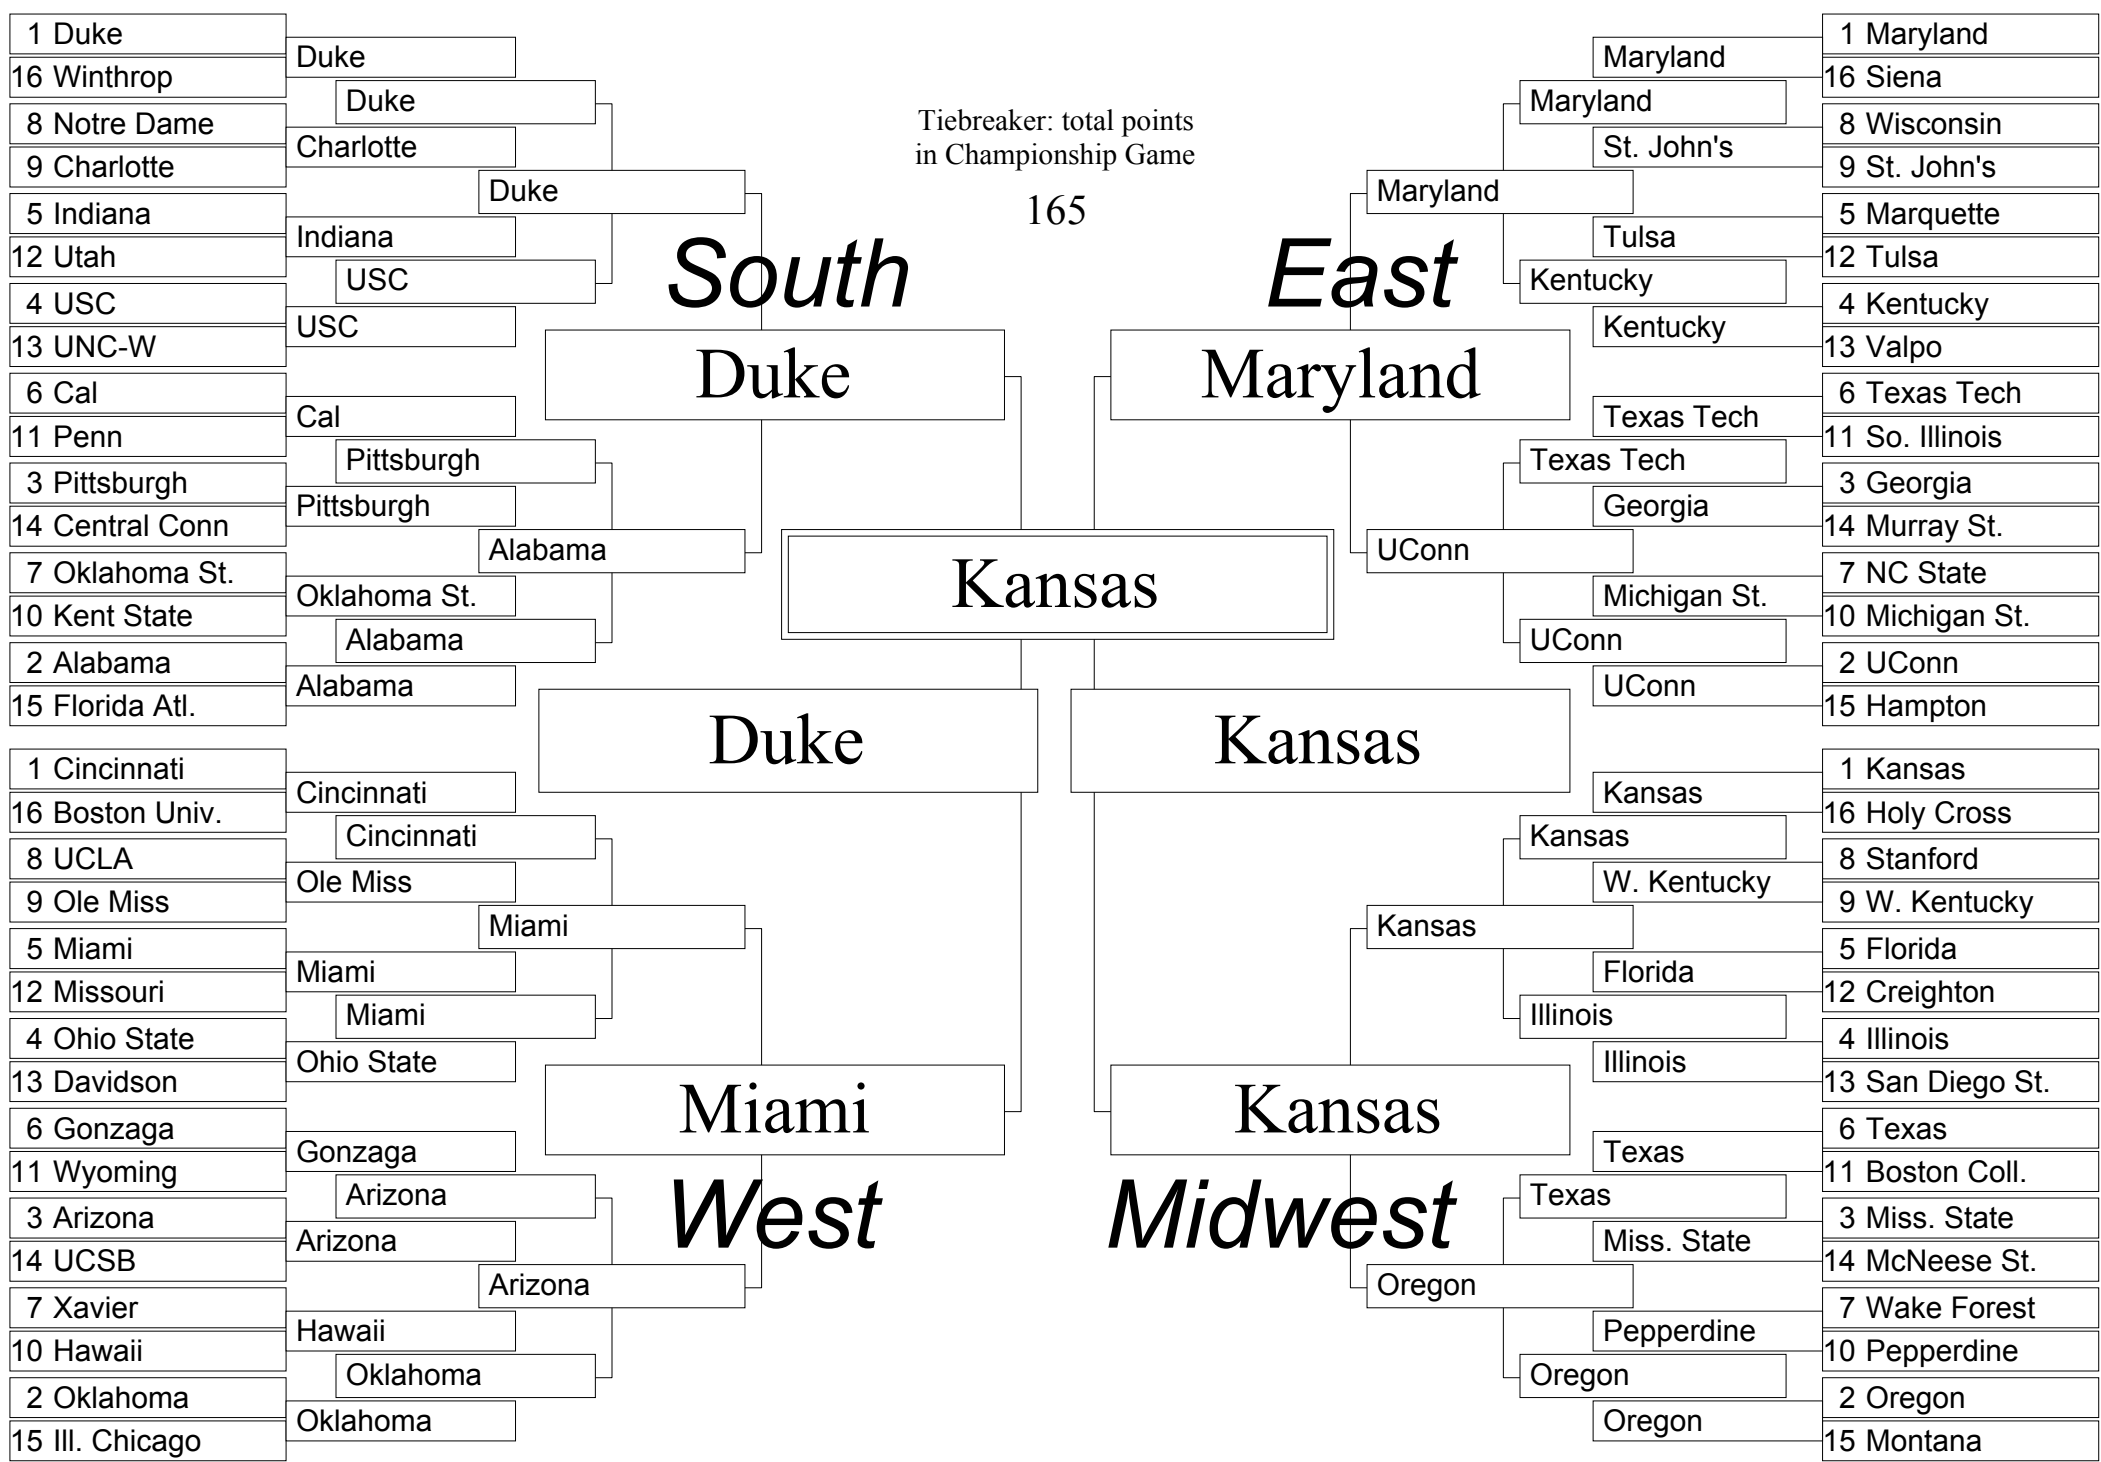 1 Duke
16 Winthrop
8 Notre Dame
9 Charlotte
5 Indiana
12 Utah
4 USC
13 UNC-W
6 Cal
11 Penn
3 Pittsburgh
14 Central Conn
7 Oklahoma St.
10 Kent State
2 Alabama
15 Florida Atl.
Duke
Charlotte
Indiana
USC
Cal
Pittsburgh
Oklahoma St.
Alabama
Duke
USC
Pittsburgh
Alabama
Duke
Alabama
South
Duke
1 Cincinnati
16 Boston Univ.
8 UCLA
9 Ole Miss
5 Miami
12 Missouri
4 Ohio State
13 Davidson
6 Gonzaga
11 Wyoming
3 Arizona
14 UCSB
7 Xavier
10 Hawaii
2 Oklahoma
15 Ill. Chicago
Cincinnati
Ole Miss
Miami
Ohio State
Gonzaga
Arizona
Hawaii
Oklahoma
Cincinnati
Miami
Arizona
Oklahoma
Miami
Arizona
Miami
West
Tiebreaker: total points
in Championship Game
165
Kansas
Duke
Kansas
East
Maryland
Maryland
UConn
Maryland
Kentucky
Texas Tech
UConn
Maryland
St. John's
Tulsa
Kentucky
Texas Tech
Georgia
Michigan St.
UConn
1 Maryland
16 Siena
8 Wisconsin
9 St. John's
5 Marquette
12 Tulsa
4 Kentucky
13 Valpo
6 Texas Tech
11 So. Illinois
3 Georgia
14 Murray St.
7 NC State
10 Michigan St.
2 UConn
15 Hampton
Kansas
Midwest
Kansas
Oregon
Kansas
Illinois
Texas
Oregon
Kansas
W. Kentucky
Florida
Illinois
Texas
Miss. State
Pepperdine
Oregon
1 Kansas
16 Holy Cross
8 Stanford
9 W. Kentucky
5 Florida
12 Creighton
4 Illinois
13 San Diego St.
6 Texas
11 Boston Coll.
3 Miss. State
14 McNeese St.
7 Wake Forest
10 Pepperdine
2 Oregon
15 Montana